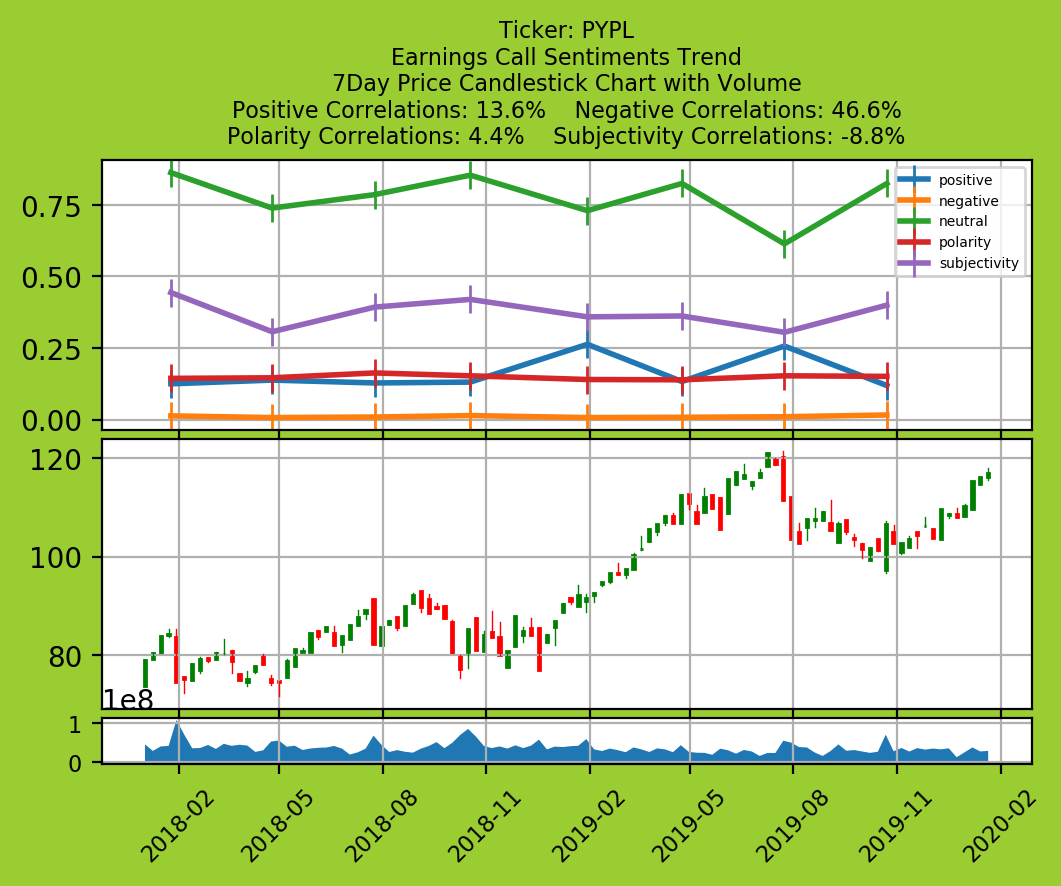 Ticker: PYPL
Earnings Call Sentiments Trend
7Day Price Candlestick Chart with Volume
Positive Correlations: 13.6%    Negative Correlations: 46.6%
Polarity Correlations: 4.4%    Subjectivity Correlations: -8.8%
positive
negative
neutral
polarity
subjectivity
0.75
0.50
0.25
0.00
120
100
80
1e8
1
0
2018-02
2018-05
2018-08
2018-11
2019-02
2019-05
2019-08
2019-11
2020-02